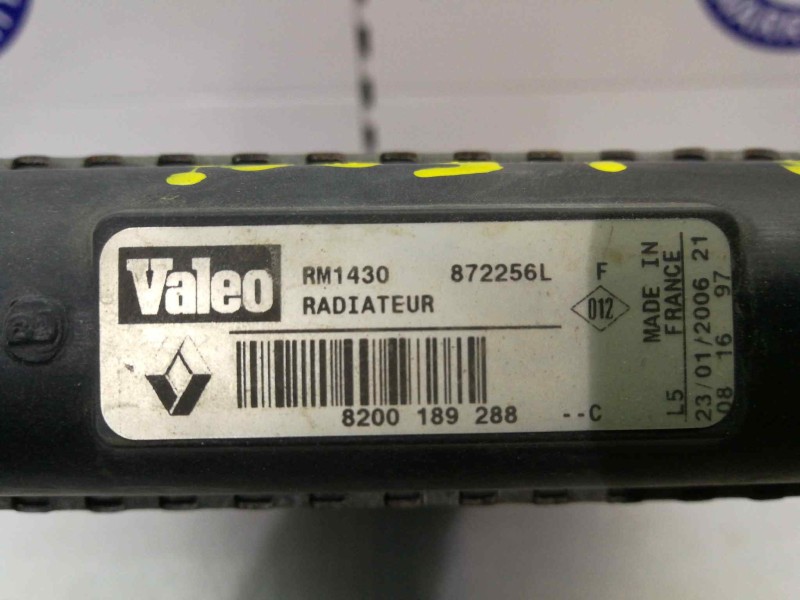 Valeo RM1430 872256L F
RADIATEUR 012
8200 189 288 --C
MADE IN
FRANCE
L5
23/01/2006 21
08 16 97